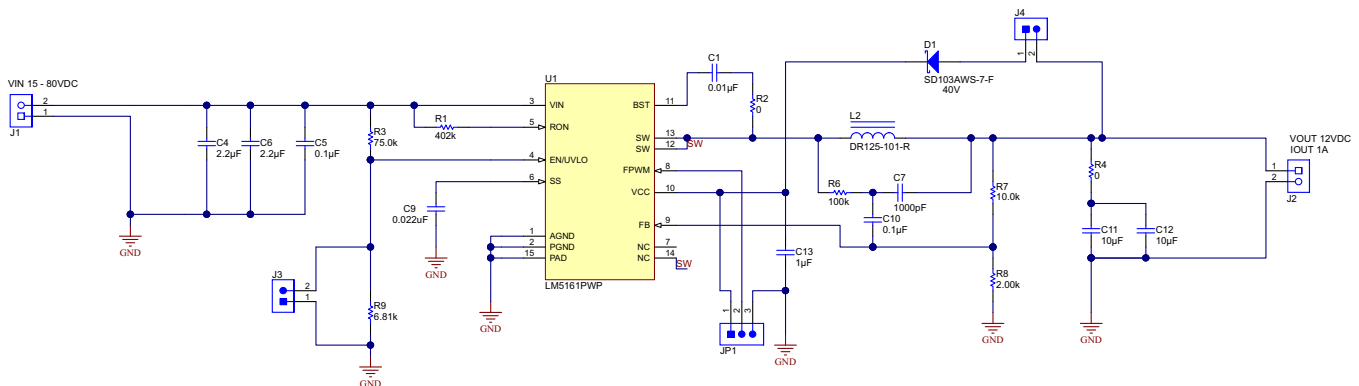 J4
1
2
D1
SD103AWS-7-F
40V
VIN 15 - 80VDC
2
1
J1
C4
2.2µF
C6
2.2µF
C5
0.1µF
GND
R3
75.0k
R1
402k
C9
0.022uF
GND
GND
J3
2
1
R9
6.81k
GND
U1
3
VIN
5
RON
4
EN/UVLO
6
SS
1
AGND
2
PGND
15
PAD
BST
11
SW
13
SW
12
SW
FPWM
8
VCC
10
FB
9
NC
7
NC
14
SW
LM5161PWP
C1
0.01µF
R2
0
L2
DR125-101-R
R6
100k
C7
1000pF
C10
0.1µF
C13
1µF
1
2
3
JP1
GND
R7
10.0k
R8
2.00k
GND
R4
0
C11
10µF
C12
10µF
GND
VOUT 12VDC
IOUT 1A
1
2
J2